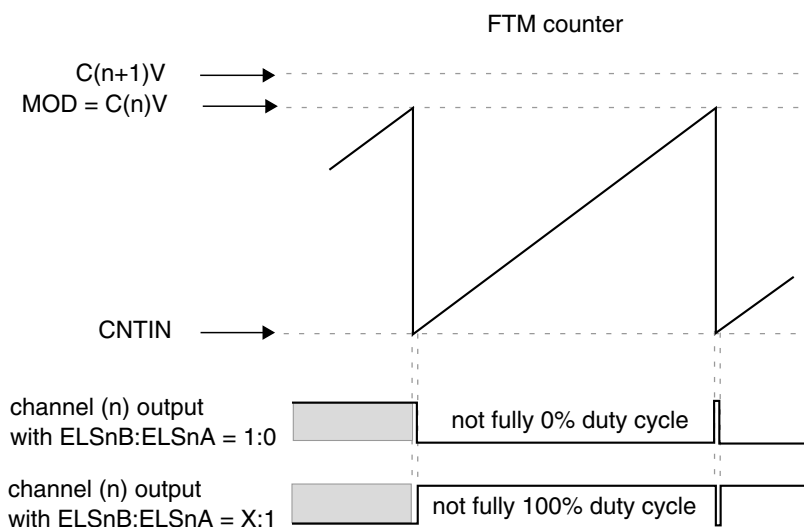 FTM counter
C(n+1)V
MOD = C(n)V
CNTIN
channel (n) output
with ELSnB:ELSnA = 1:0
not fully 0% duty cycle
channel (n) output
with ELSnB:ELSnA = X:1
not fully 100% duty cycle